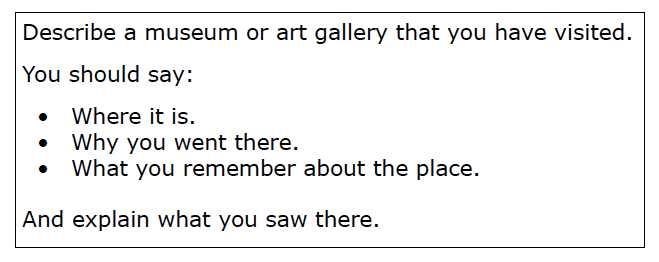 Describe a museum or art gallery that you have visited.
You should say:
• Where it is.
• Why you went there.
• What you remember about the place.
And explain what you saw there.